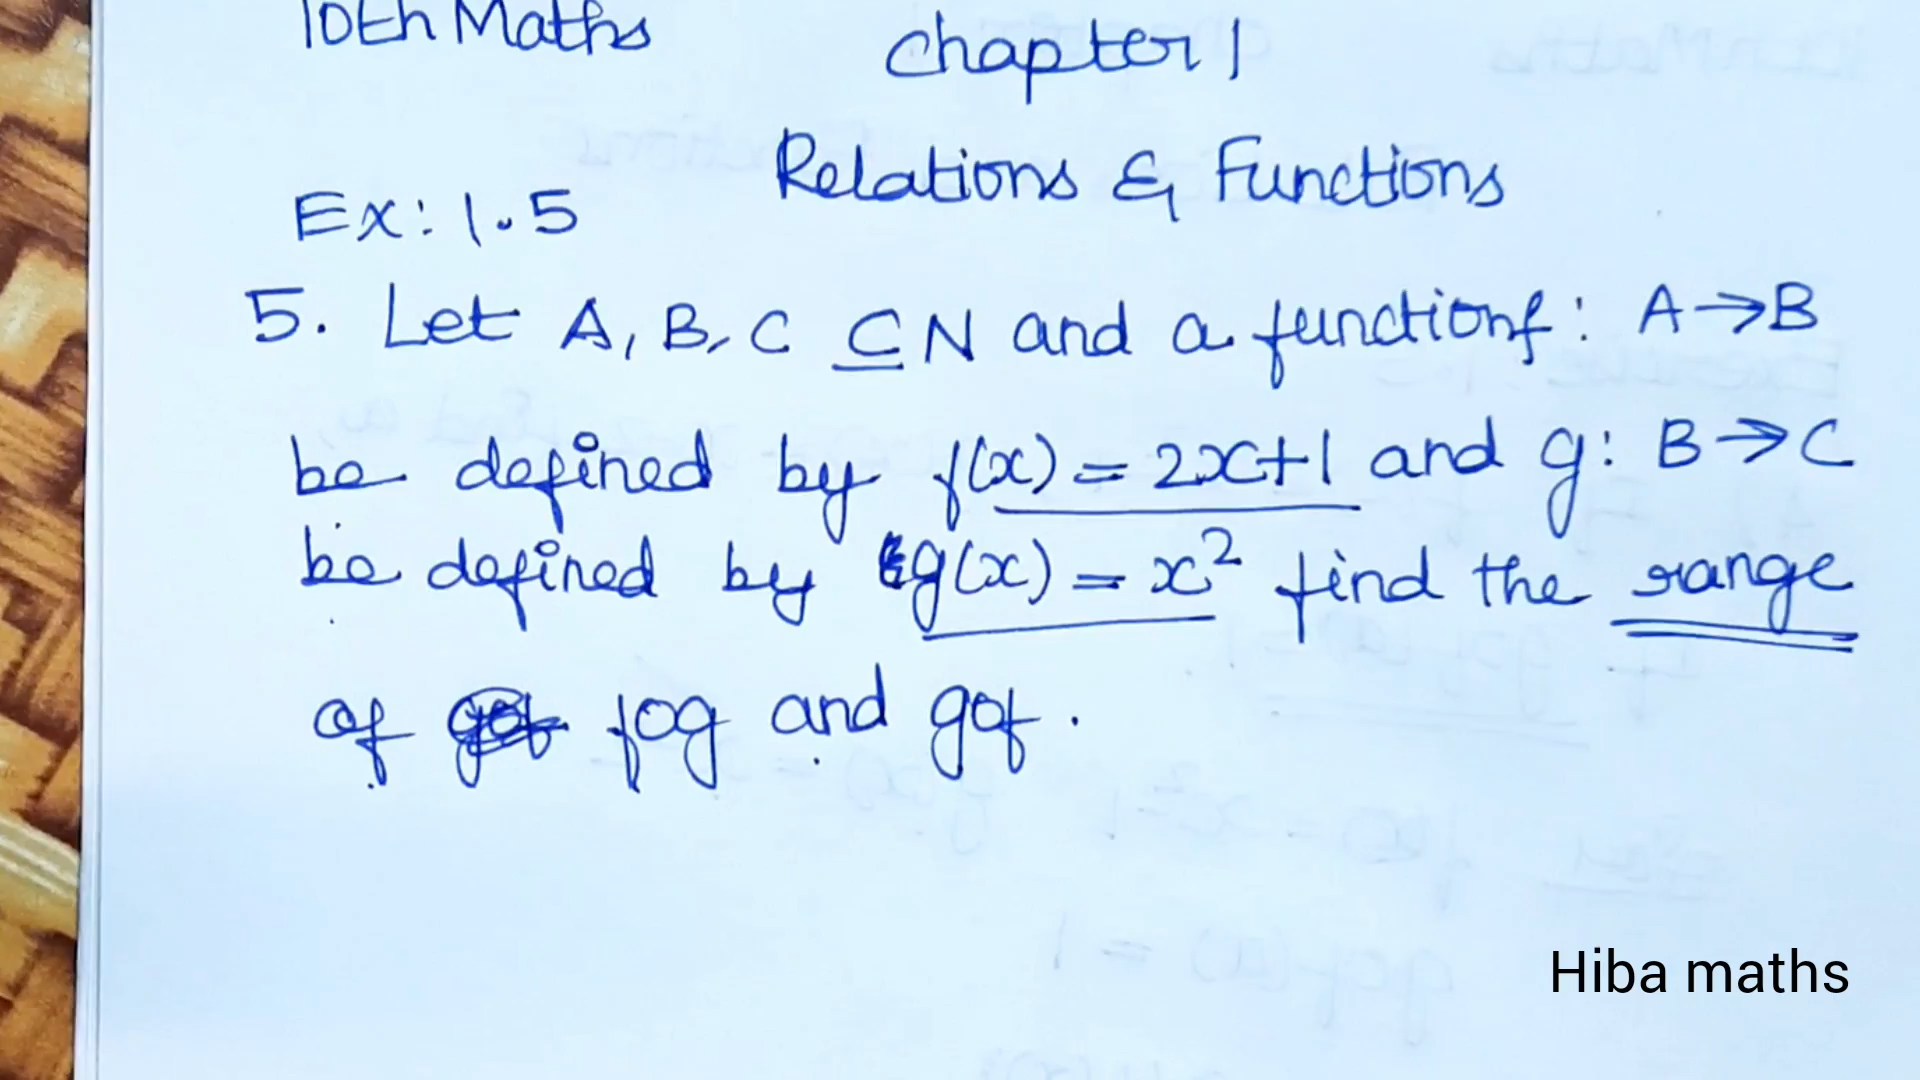 10th Maths
chapter 1
Relations & Functions
Ex: 1.5
5. Let A, B, C ⊆ N and a function f : A → B
be defined by f(x) = 2x+1 and g: B → C
be defined by g(x) = x² find the range
of fog and gof.
Hiba maths